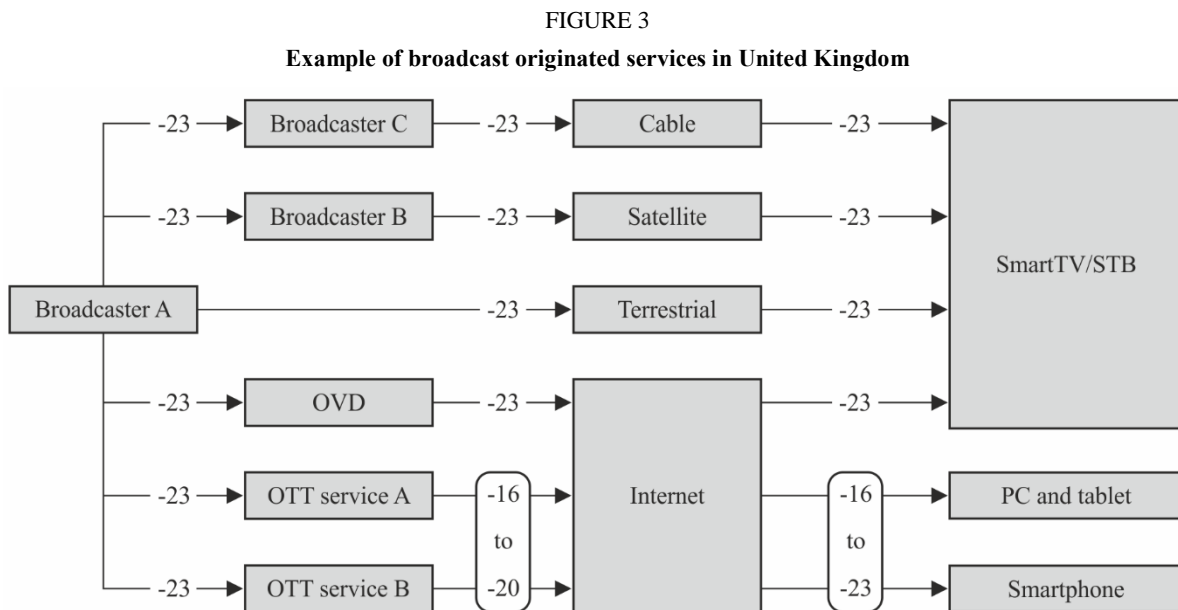 FIGURE 3
Example of broadcast originated services in United Kingdom
-23 Broadcaster C -23 Cable -23
-23 Broadcaster B -23 Satellite -23
SmartTV/STB
Broadcaster A -23 Terrestrial -23
-23 OVD -23 -23
-23 OTT service A -16 Internet -16 PC and tablet
to to
-23 OTT service B -20 -23 Smartphone